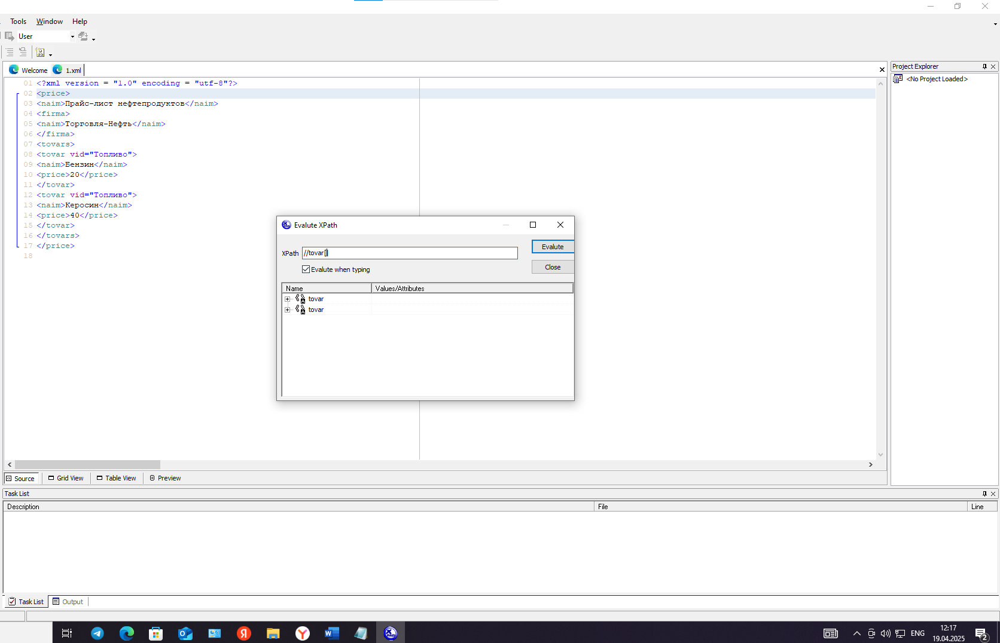 Tools Window Help
User
Welcome 1.xml
01 <?xml version = "1.0" encoding = "utf-8"?>
02 <price>
03 <naim>Прайс-лист нефтепродуктов</naim>
04 <firma>
05 <naim>Торговля-Нефть</naim>
06 </firma>
07 <tovars>
08 <tovar vid="Топливо">
09 <naim>Бензин</naim>
10 <price>20</price>
11 </tovar>
12 <tovar vid="Топливо">
13 <naim>Керосин</naim>
14 <price>40</price>
15 </tovar>
16 </tovars>
17 </price>
18
Evalute XPath
XPath //tovar[]
Evalute
Evalute when typing
Close
Name Values/Attributes
tovar
tovar
Project Explorer
<No Project Loaded>
Source Grid View Table View Preview
Task List
Description File Line
Task List Output
ENG 12:17
19.04.2025
2